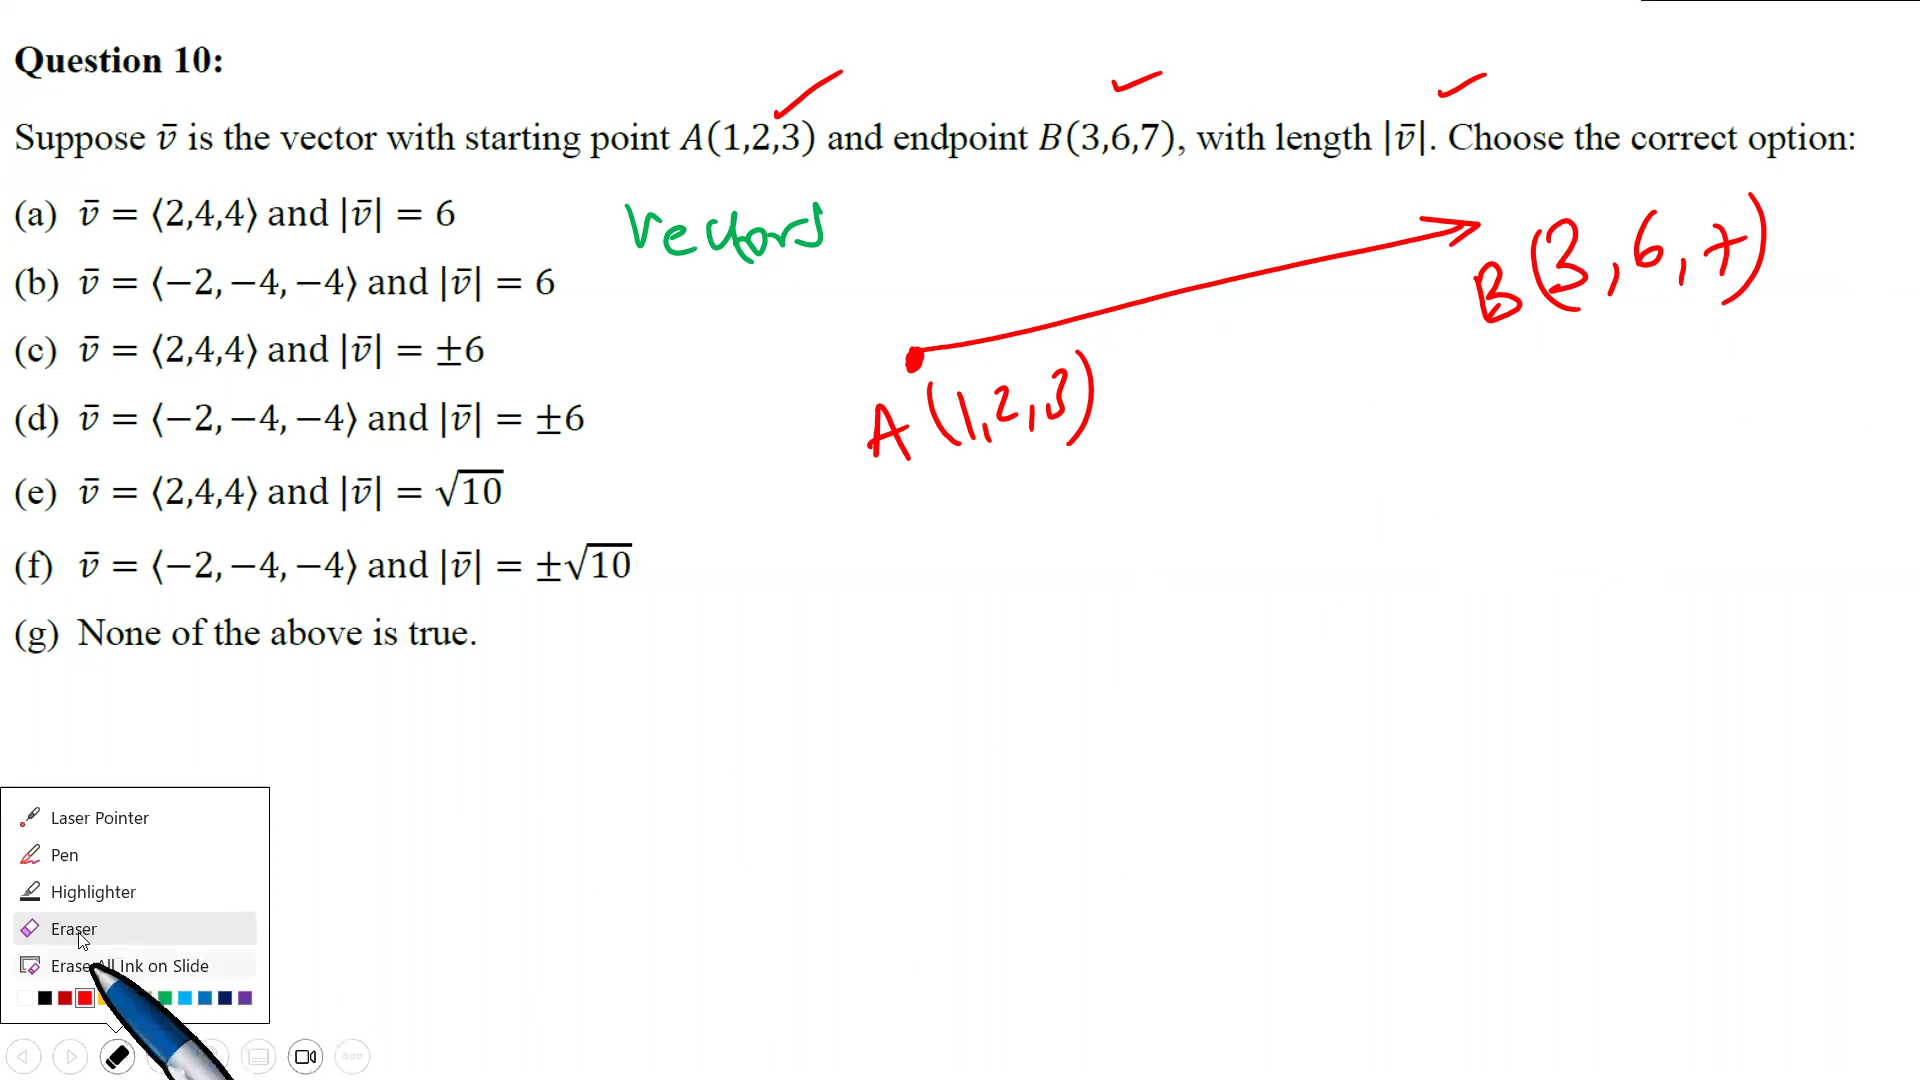 Question 10:
Suppose v̄ is the vector with starting point A(1,2,3) and endpoint B(3,6,7), with length |v̄|. Choose the correct option:
(a) v̄ = ⟨2,4,4⟩ and |v̄| = 6
vectors
B(3,6,7)
(b) v̄ = ⟨−2,−4,−4⟩ and |v̄| = 6
(c) v̄ = ⟨2,4,4⟩ and |v̄| = ±6
A(1,2,3)
(d) v̄ = ⟨−2,−4,−4⟩ and |v̄| = ±6
(e) v̄ = ⟨2,4,4⟩ and |v̄| = √10
(f) v̄ = ⟨−2,−4,−4⟩ and |v̄| = ±√10
(g) None of the above is true.
Laser Pointer
Pen
Highlighter
Eraser
Erase All Ink on Slide